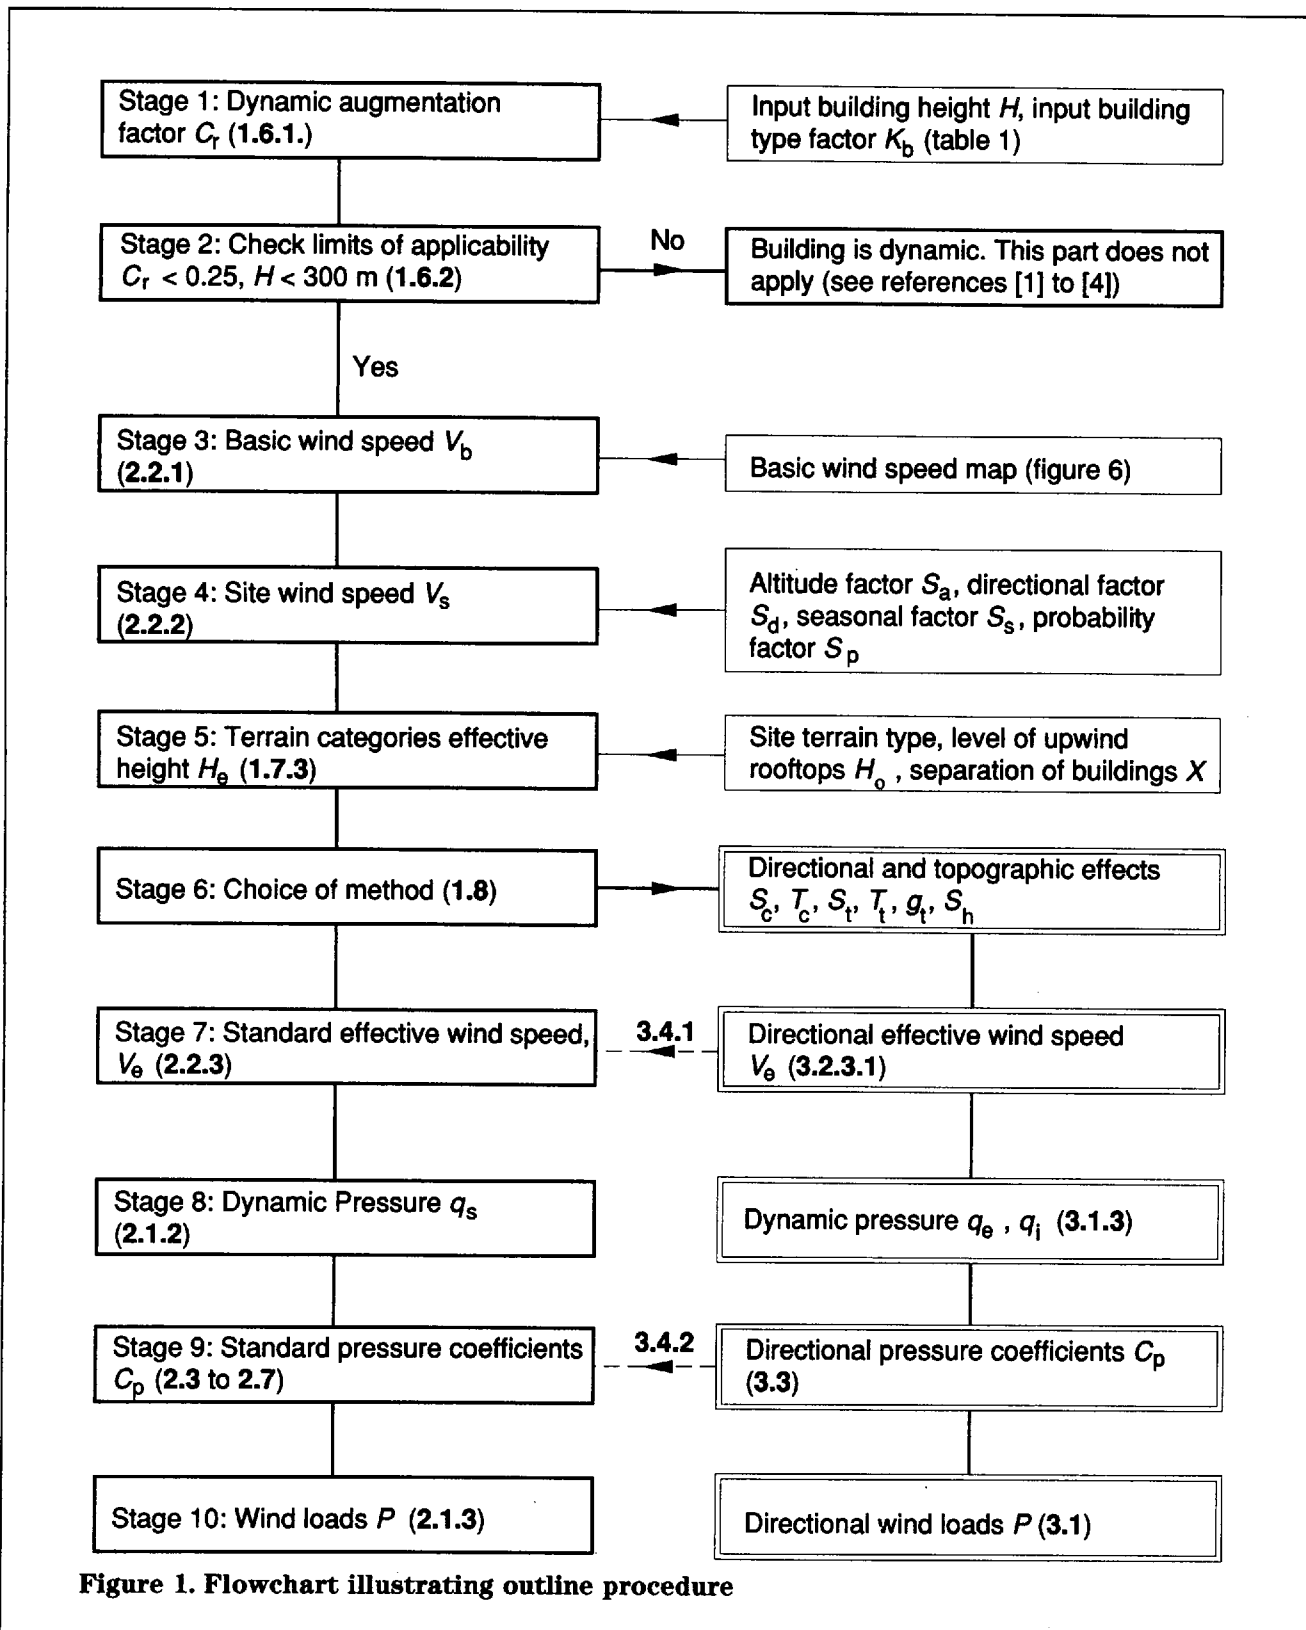 Stage 1: Dynamic augmentation
factor Cr (1.6.1.)
Input building height H, input building
type factor Kb (table 1)
Stage 2: Check limits of applicability
Cr < 0.25, H < 300 m (1.6.2)
No
Building is dynamic. This part does not
apply (see references [1] to [4])
Yes
Stage 3: Basic wind speed Vb
(2.2.1)
Basic wind speed map (figure 6)
Stage 4: Site wind speed Vs
(2.2.2)
Altitude factor Sa, directional factor
Sd, seasonal factor Ss, probability
factor Sp
Stage 5: Terrain categories effective
height He (1.7.3)
Site terrain type, level of upwind
rooftops Ho , separation of buildings X
Stage 6: Choice of method (1.8)
Directional and topographic effects
Sc, Tc, St, Tt, gt, Sh
Stage 7: Standard effective wind speed,
Ve (2.2.3)
3.4.1
Directional effective wind speed
Ve (3.2.3.1)
Stage 8: Dynamic Pressure qs
(2.1.2)
Dynamic pressure qe , qi (3.1.3)
Stage 9: Standard pressure coefficients
Cp (2.3 to 2.7)
3.4.2
Directional pressure coefficients Cp
(3.3)
Stage 10: Wind loads P (2.1.3)
Directional wind loads P (3.1)
Figure 1. Flowchart illustrating outline procedure